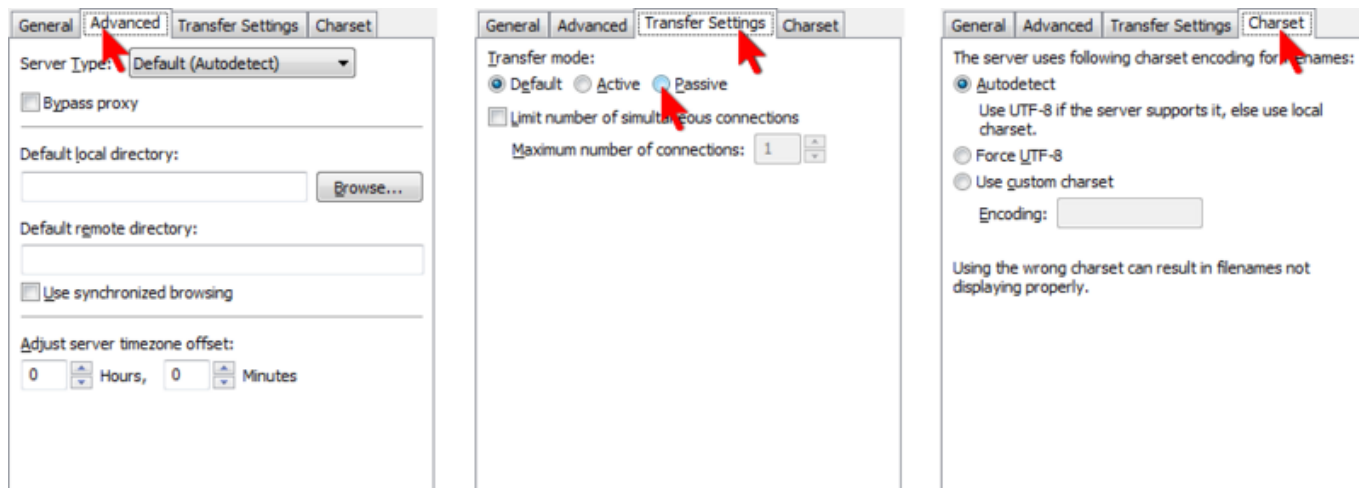 General Advanced Transfer Settings Charset
Server Type: Default (Autodetect)
Bypass proxy
Default local directory:
Browse...
Default remote directory:
Use synchronized browsing
Adjust server timezone offset:
0 Hours, 0 Minutes
General Advanced Transfer Settings Charset
Transfer mode:
Default Active Passive
Limit number of simultaneous connections
Maximum number of connections: 1
General Advanced Transfer Settings Charset
The server uses following charset encoding for filenames:
Autodetect
Use UTF-8 if the server supports it, else use local
charset.
Force UTF-8
Use custom charset
Encoding:
Using the wrong charset can result in filenames not
displaying properly.